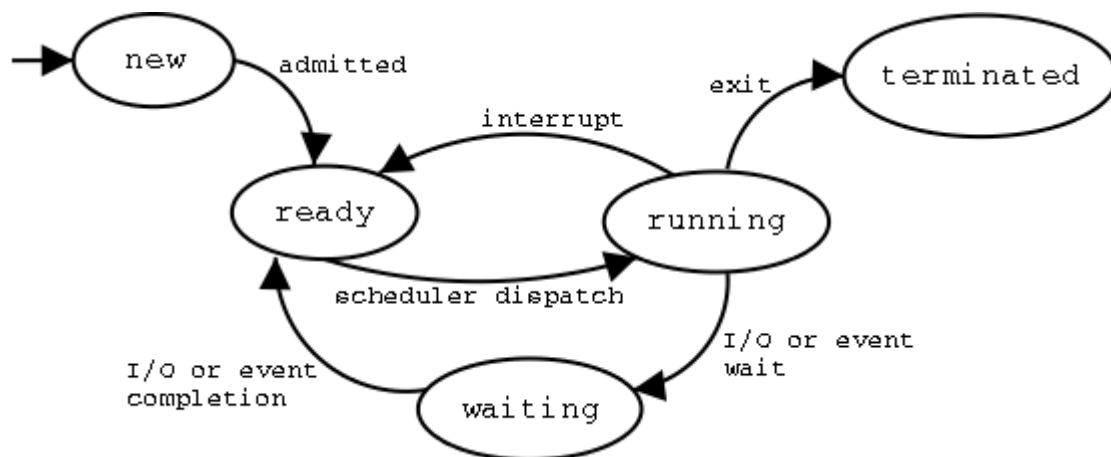 new
admitted
terminated
exit
interrupt
ready
running
scheduler dispatch
I/O or event
completion
I/O or event
wait
waiting